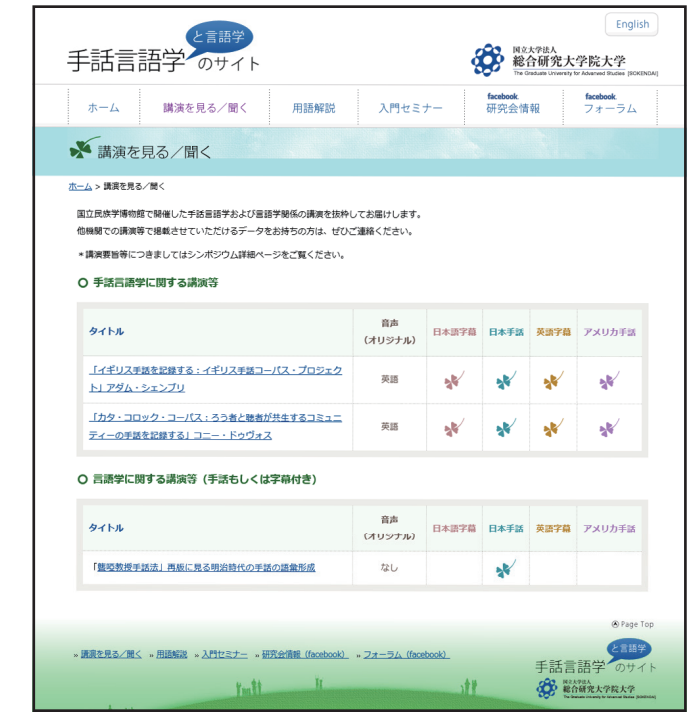 English
と言語学
手話言語学のサイト
国立大学法人
総合研究大学院大学
The Graduate University for Advanced Studies [SOKENDAI]
ホーム
講演を見る／聞く
用語解説
入門セミナー
facebook.
研究会情報
facebook.
フォーラム
講演を見る／聞く
ホーム > 講演を見る／聞く
国立民族学博物館で開催した手話言語学および言語学関係の講演を抜粋してお届けします。
他機関での講演等で掲載させていただけるデータをお持ちの方は、ぜひご連絡ください。
＊講演要旨等につきましてはシンポジウム詳細ページをご覧ください。
手話言語学に関する講演等
タイトル 音声 日本語字幕 日本手話 英語字幕 アメリカ手話
（オリジナル）
「イギリス手話を記録する：イギリス手話コーパス・プロジェク
ト」アダム・シェンブリ
英語
「カタ・コロック・コーパス：ろう者と聴者が共生するコミュニ
ティーの手話を記録する」コニー・ドゥヴォス
英語
言語学に関する講演等（手話もしくは字幕付き）
タイトル 音声 日本語字幕 日本手話 英語字幕 アメリカ手話
（オリジナル）
「聾唖教授手話法」再版に見る明治時代の手話の語彙形成 なし
Page Top
» 講演を見る／聞く » 用語解説 » 入門セミナー » 研究会情報（facebook） » フォーラム（facebook）
と言語学
手話言語学のサイト
国立大学法人
総合研究大学院大学
The Graduate University for Advanced Studies [SOKENDAI]